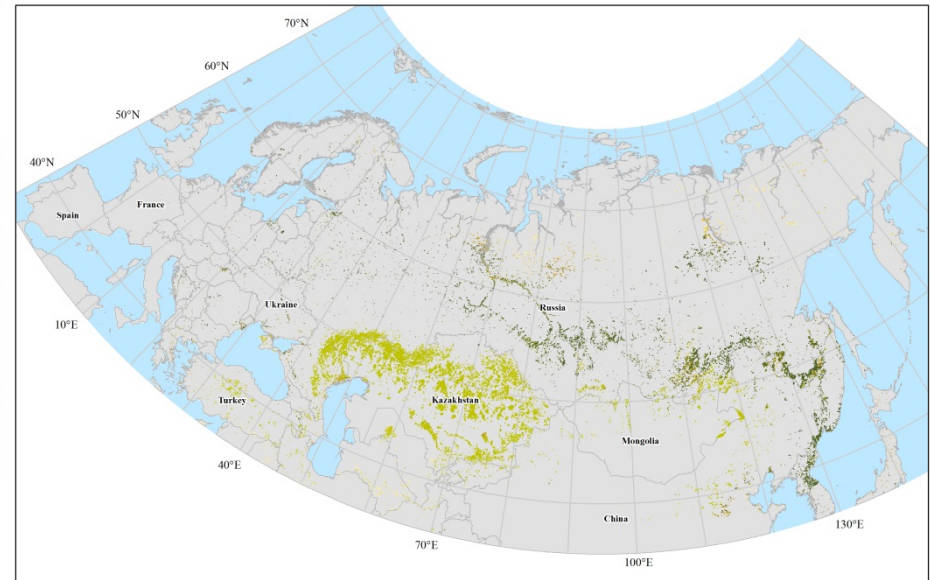 70°N
60°N
50°N
40°N
Spain
France
10°E
Ukraine
Russia
Turkey
Kazakhstan
Mongolia
40°E
China
70°E
130°E
100°E